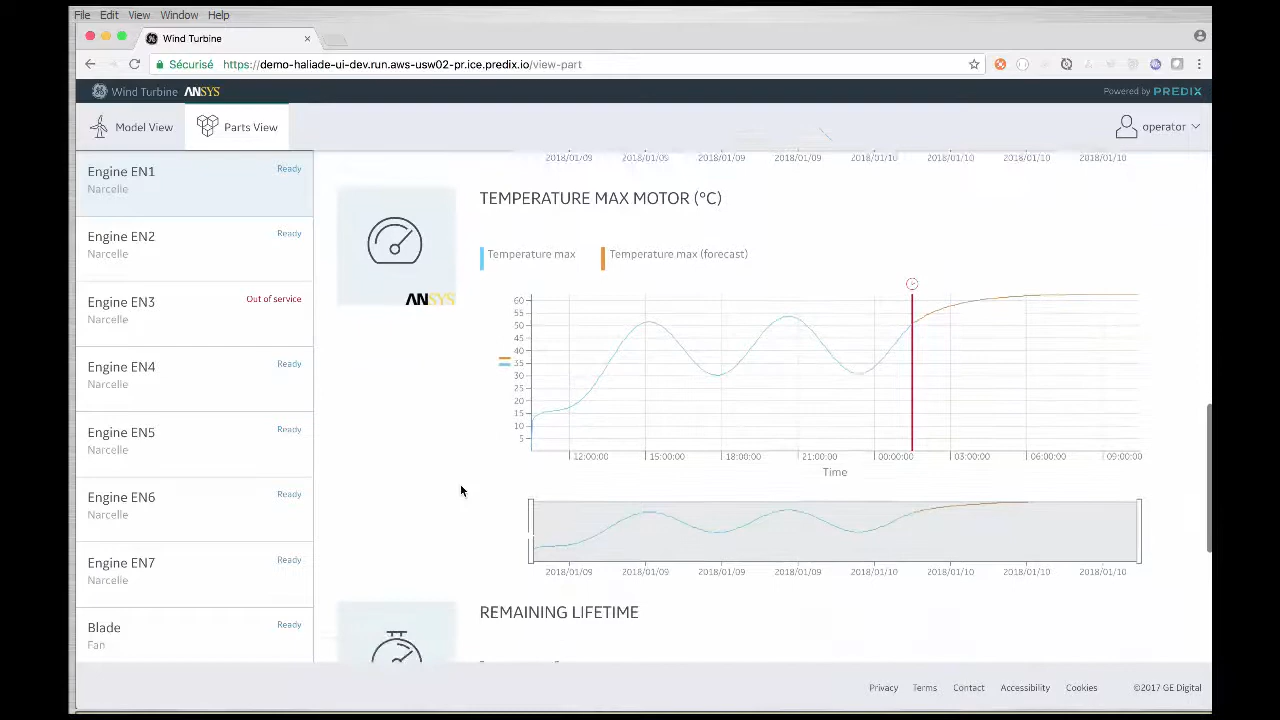 File Edit View Window Help
Wind Turbine ×
Sécurisé https://demo-haliade-ui-dev.run.aws-usw02-pr.ice.predix.io/view-part
Wind Turbine ANSYS Powered by PREDIX
Model View Parts View operator
Engine EN1 Ready
Narcelle
Engine EN2 Ready
Narcelle
Engine EN3 Out of service
Narcelle
Engine EN4 Ready
Narcelle
Engine EN5 Ready
Narcelle
Engine EN6 Ready
Narcelle
Engine EN7 Ready
Narcelle
Blade Ready
Fan
2018/01/09 2018/01/09 2018/01/09 2018/01/09 2018/01/10 2018/01/10 2018/01/10 2018/01/10
TEMPERATURE MAX MOTOR (°C)
Temperature max Temperature max (forecast)
ANSYS
60
55
50
45
40
35
30
25
20
15
10
5
12:00:00 15:00:00 18:00:00 21:00:00 00:00:00 03:00:00 06:00:00 09:00:00
Time
2018/01/09 2018/01/09 2018/01/09 2018/01/09 2018/01/10 2018/01/10 2018/01/10 2018/01/10
REMAINING LIFETIME
Privacy Terms Contact Accessibility Cookies ©2017 GE Digital